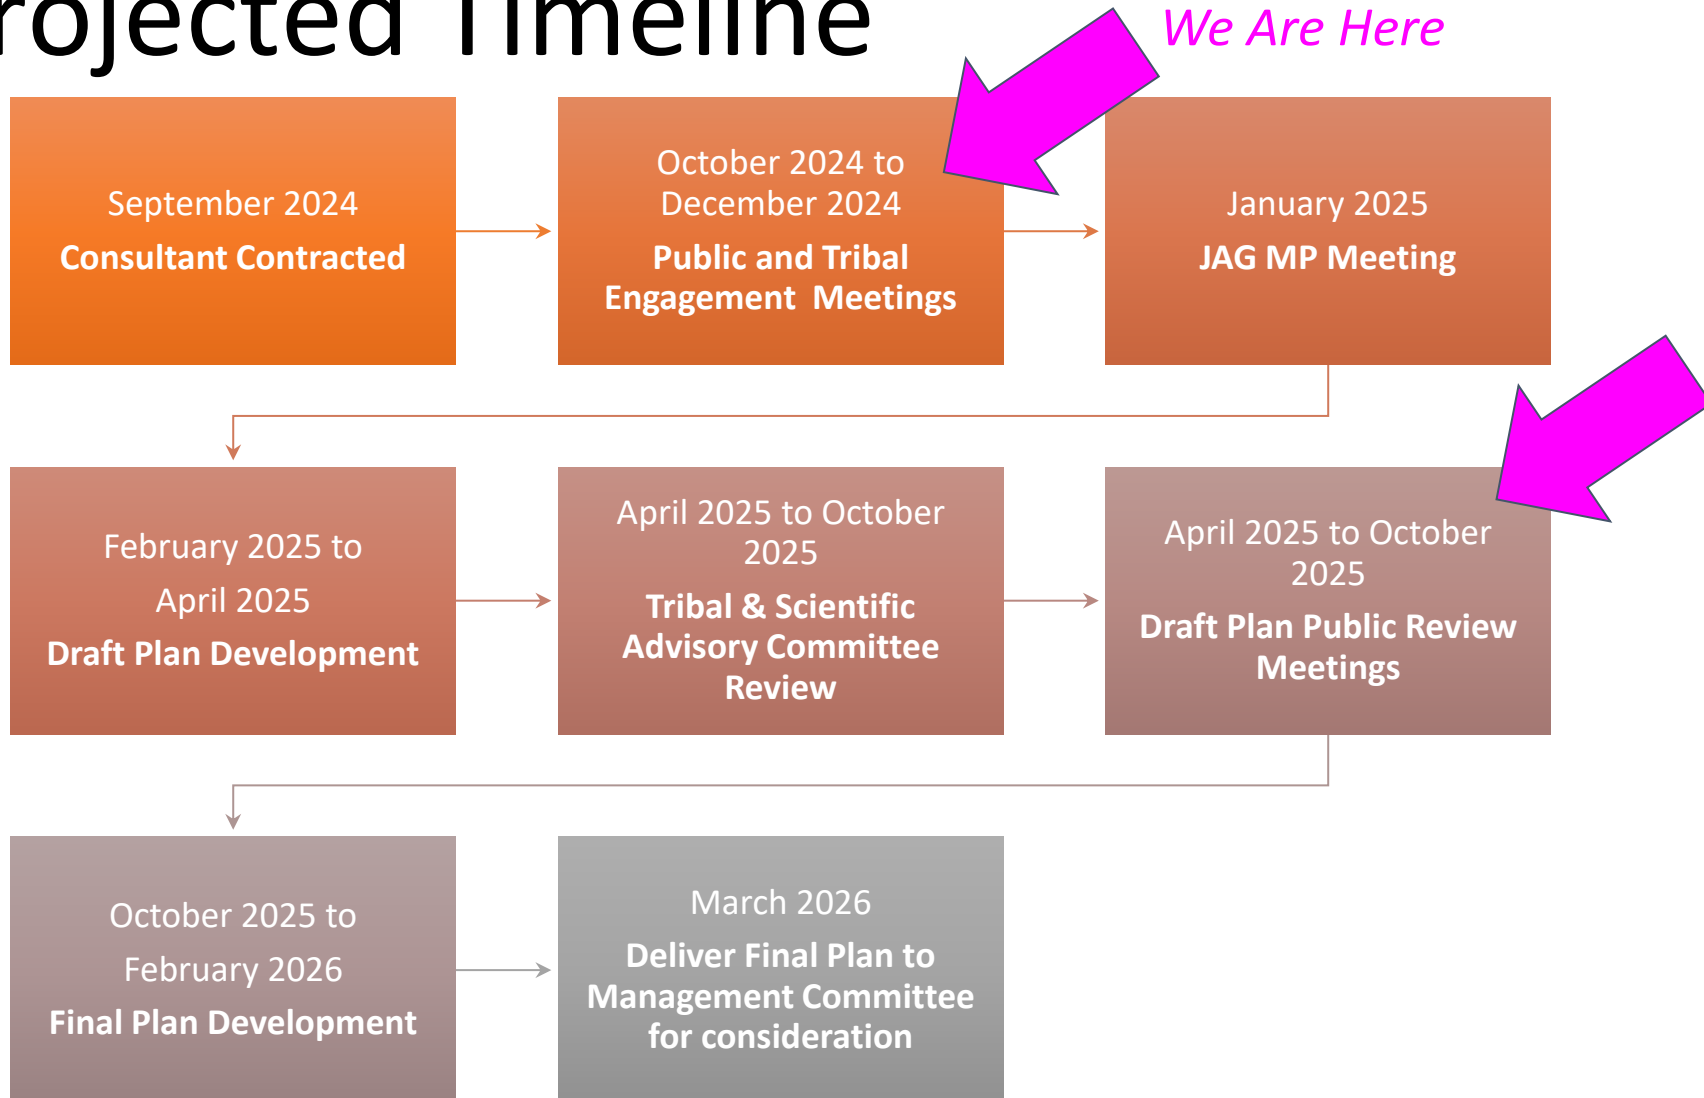 rojected Timeline
We Are Here
September 2024
Consultant Contracted
October 2024 to
December 2024
Public and Tribal
Engagement  Meetings
January 2025
JAG MP Meeting
February 2025 to
April 2025
Draft Plan Development
April 2025 to October
2025
Tribal & Scientific
Advisory Committee
Review
April 2025 to October
2025
Draft Plan Public Review
Meetings
October 2025 to
February 2026
Final Plan Development
March 2026
Deliver Final Plan to
Management Committee
for consideration